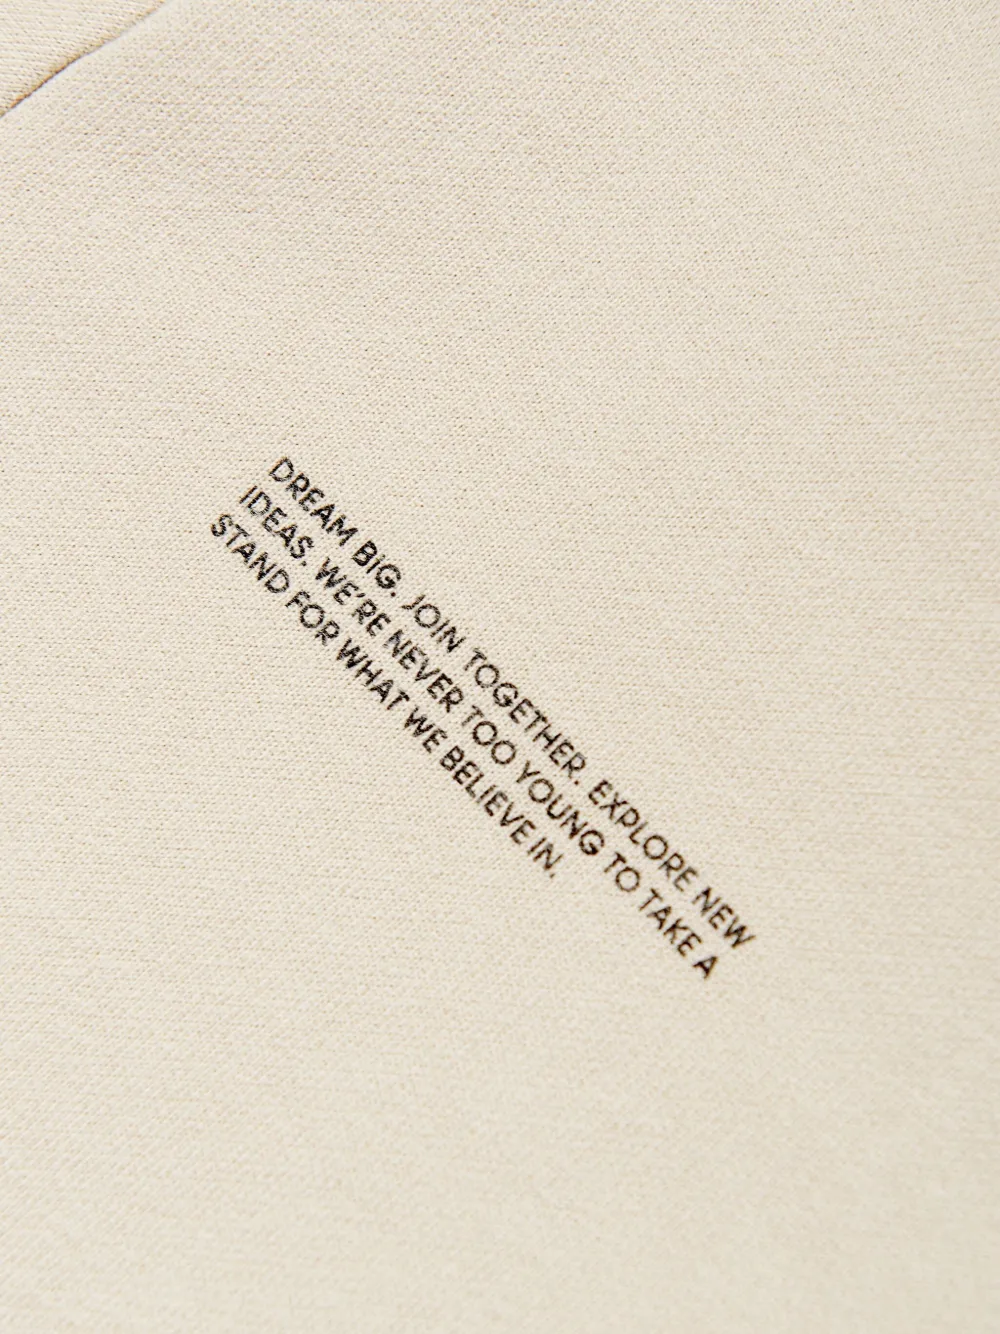 DREAM BIG. JOIN TOGETHER. EXPLORE NEW
IDEAS. WE'RE NEVER TOO YOUNG TO TAKE A
STAND FOR WHAT WE BELIEVE IN.